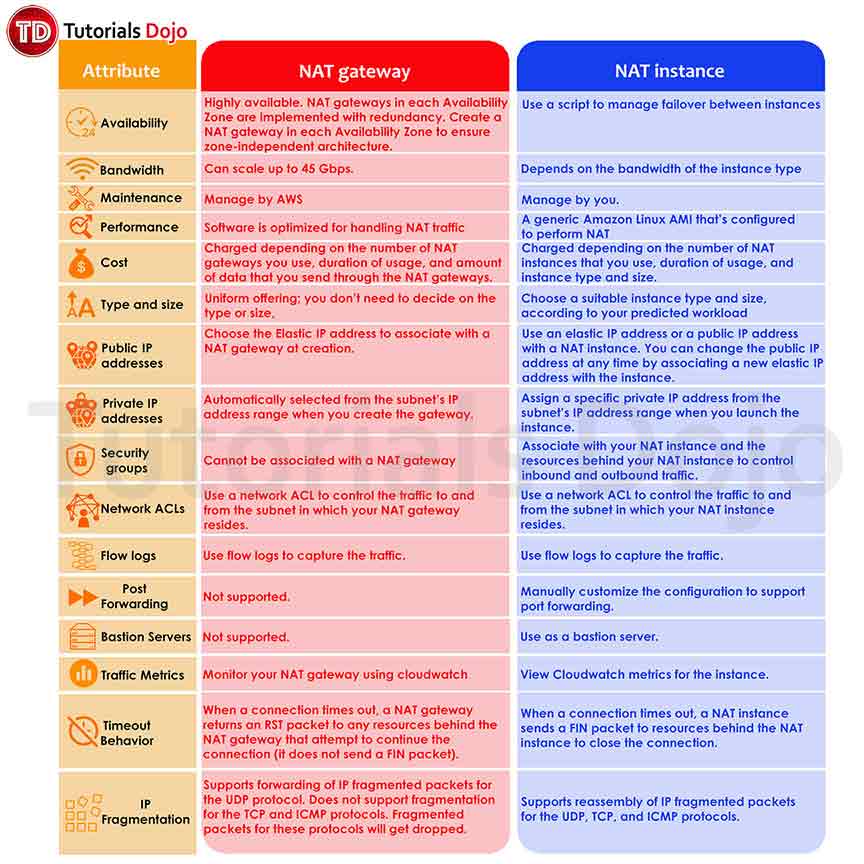 TD Tutorials Dojo
Attribute
NAT gateway
NAT instance
Availability
Highly available. NAT gateways in each Availability
Zone are implemented with redundancy. Create a
NAT gateway in each Availability Zone to ensure
zone-independent architecture.
Use a script to manage failover between instances
Bandwidth
Can scale up to 45 Gbps.
Depends on the bandwidth of the instance type
Maintenance
Manage by AWS
Manage by you.
Performance
Software is optimized for handling NAT traffic
A generic Amazon Linux AMI that's configured
to perform NAT
Cost
Charged depending on the number of NAT
gateways you use, duration of usage, and amount
of data that you send through the NAT gateways.
Charged depending on the number of NAT
instances that you use, duration of usage, and
instance type and size.
Type and size
Uniform offering; you don't need to decide on the
type or size,
Choose a suitable instance type and size,
according to your predicted workload
Public IP
addresses
Choose the Elastic IP address to associate with a
NAT gateway at creation.
Use an elastic IP address or a public IP address
with a NAT instance. You can change the public IP
address at any time by associating a new elastic IP
address with the instance.
Private IP
addresses
Automatically selected from the subnet's IP
address range when you create the gateway.
Assign a specific private IP address from the
subnet's IP address range when you launch the
instance.
Security
groups
Cannot be associated with a NAT gateway
Associate with your NAT instance and the
resources behind your NAT instance to control
inbound and outbound traffic.
Network ACLs
Use a network ACL to control the traffic to and
from the subnet in which your NAT gateway
resides.
Use a network ACL to control the traffic to and
from the subnet in which your NAT instance
resides.
Flow logs
Use flow logs to capture the traffic.
Use flow logs to capture the traffic.
Post
Forwarding
Not supported.
Manually customize the configuration to support
port forwarding.
Bastion Servers
Not supported.
Use as a bastion server.
Traffic Metrics
Monitor your NAT gateway using cloudwatch
View Cloudwatch metrics for the instance.
Timeout
Behavior
When a connection times out, a NAT gateway
returns an RST packet to any resources behind the
NAT gateway that attempt to continue the
connection (it does not send a FIN packet).
When a connection times out, a NAT instance
sends a FIN packet to resources behind the NAT
instance to close the connection.
IP
Fragmentation
Supports forwarding of IP fragmented packets for
the UDP protocol. Does not support fragmentation
for the TCP and ICMP protocols. Fragmented
packets for these protocols will get dropped.
Supports reassembly of IP fragmented packets
for the UDP, TCP, and ICMP protocols.
24
$
A A
Tutorials Dojo